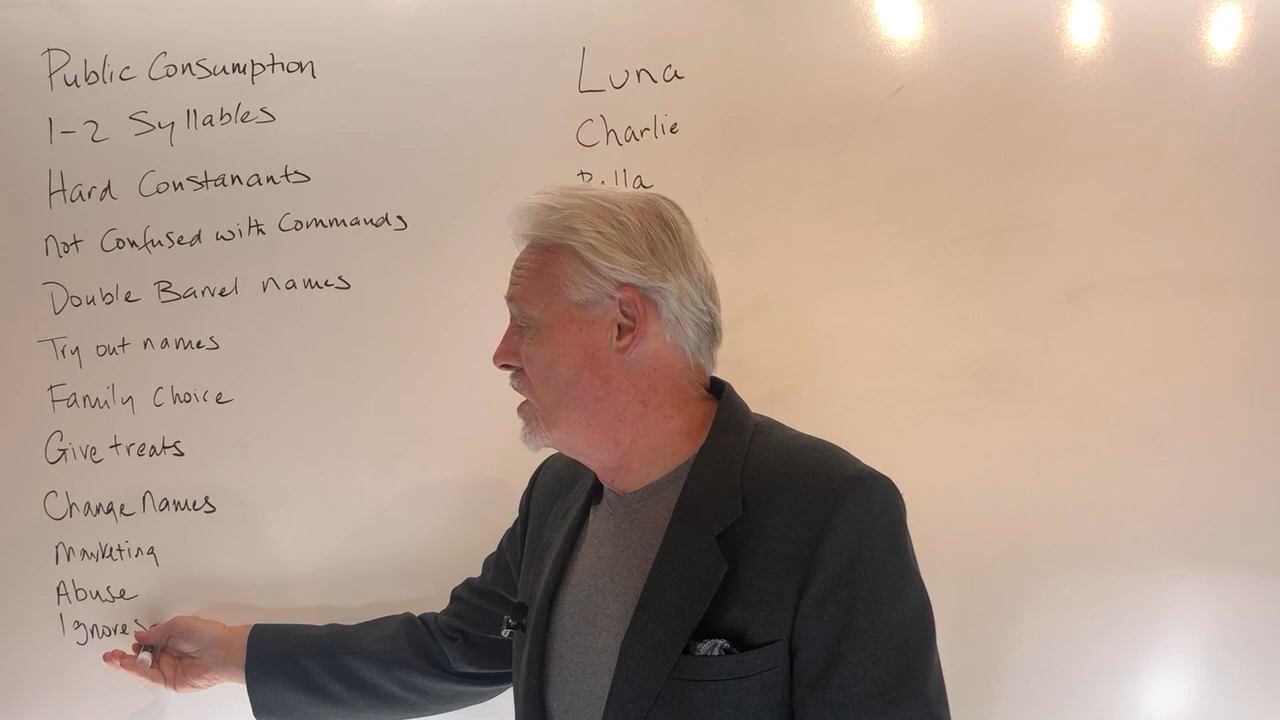 Public Consumption
1-2 Syllables
Hard Constanants
Not Confused with Commands
Double Barrel names
Try out names
Family Choice
Give treats
Change Names
Marketing
Abuse
Luna
Charlie